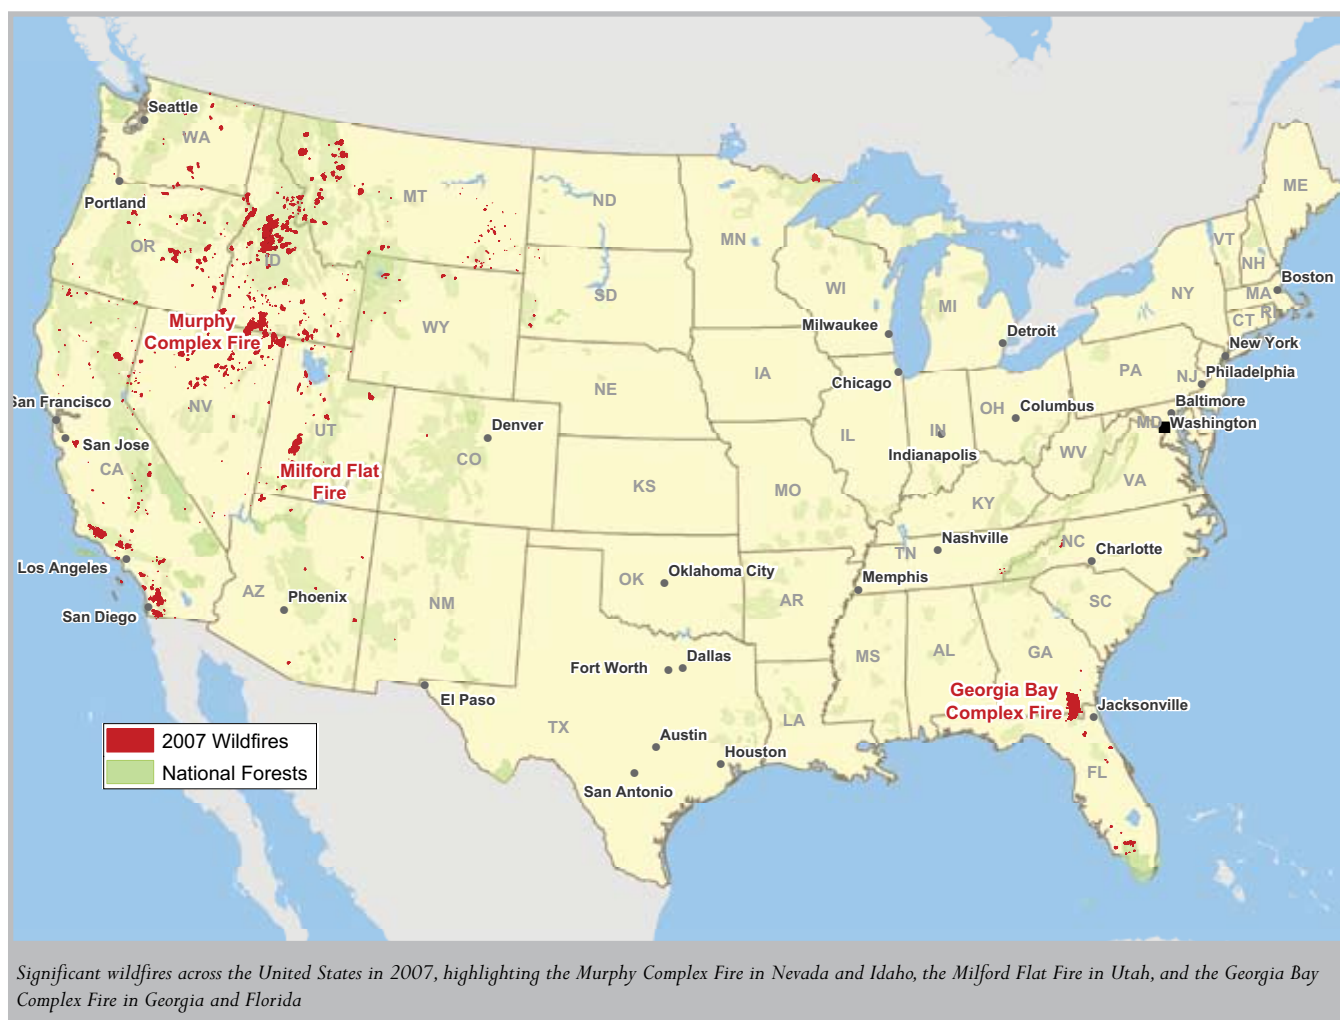 Seattle
WA
Portland
MT
ND
ME
OR
MN
VT
ID
NH
Boston
SD
WI
MI
NY
MA
RI
CT
Murphy
Complex Fire
WY
Milwaukee
Detroit
New York
IA
PA
NJ
Philadelphia
Chicago
NE
San Francisco
NV
OH
Columbus
Baltimore
MD
Washington
UT
Denver
IL
IN
San Jose
CO
Indianapolis
WV
CA
Milford Flat
Fire
KS
MO
VA
KY
Nashville
NC
Charlotte
TN
Los Angeles
OK
Oklahoma City
Memphis
AZ
Phoenix
NM
AR
SC
San Diego
Fort Worth
Dallas
MS
AL
GA
El Paso
Georgia Bay
Complex Fire
Jacksonville
TX
LA
Austin
Houston
San Antonio
FL
2007 Wildfires
National Forests
Significant wildfires across the United States in 2007, highlighting the Murphy Complex Fire in Nevada and Idaho, the Milford Flat Fire in Utah, and the Georgia Bay
Complex Fire in Georgia and Florida